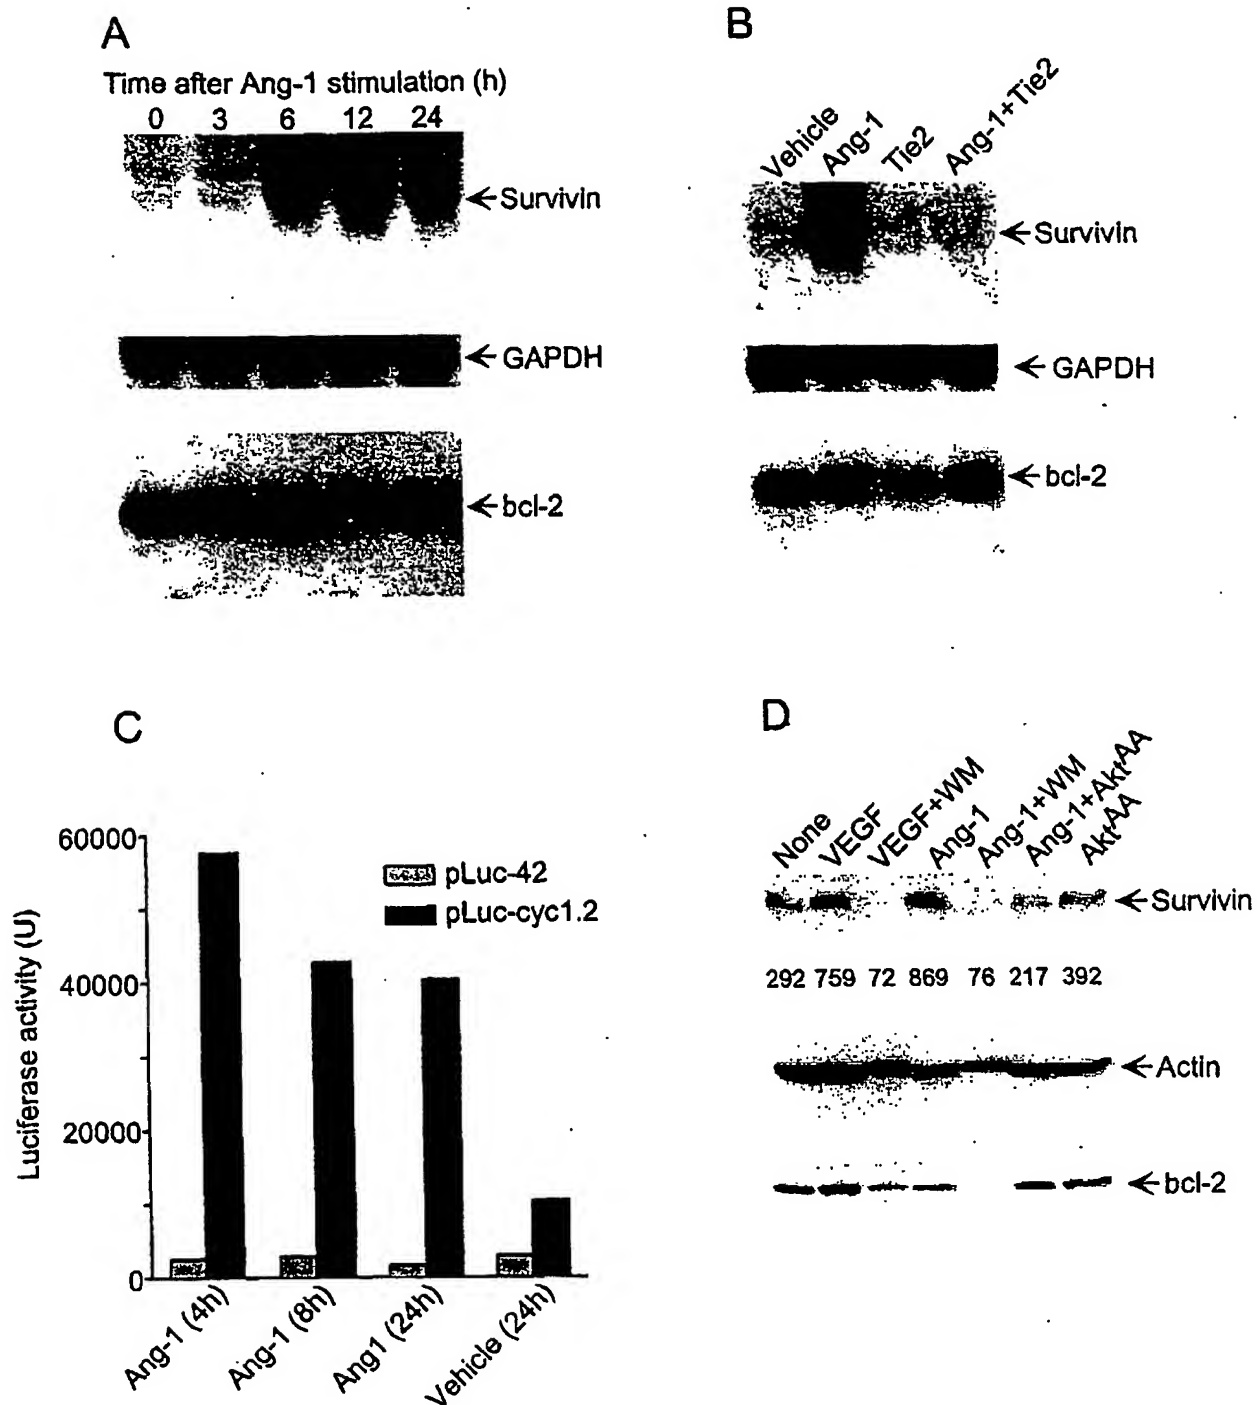 A
Time after Ang-1 stimulation (h)
0 3 6 12 24
Survivin
GAPDH
bcl-2
B
Vehicle
Ang-1
Tie2
Ang-1+Tie2
Survivin
GAPDH
bcl-2
C
Luciferase activity (U)
60000
40000
20000
0
pLuc-42
pLuc-cyc1.2
Ang-1 (4h)
Ang-1 (8h)
Ang1 (24h)
Vehicle (24h)
D
None
VEGF
VEGF+WM
Ang-1
Ang-1+WM
Ang-1+AktAA
AktAA
Survivin
292 759 72 869 76 217 392
Actin
bcl-2